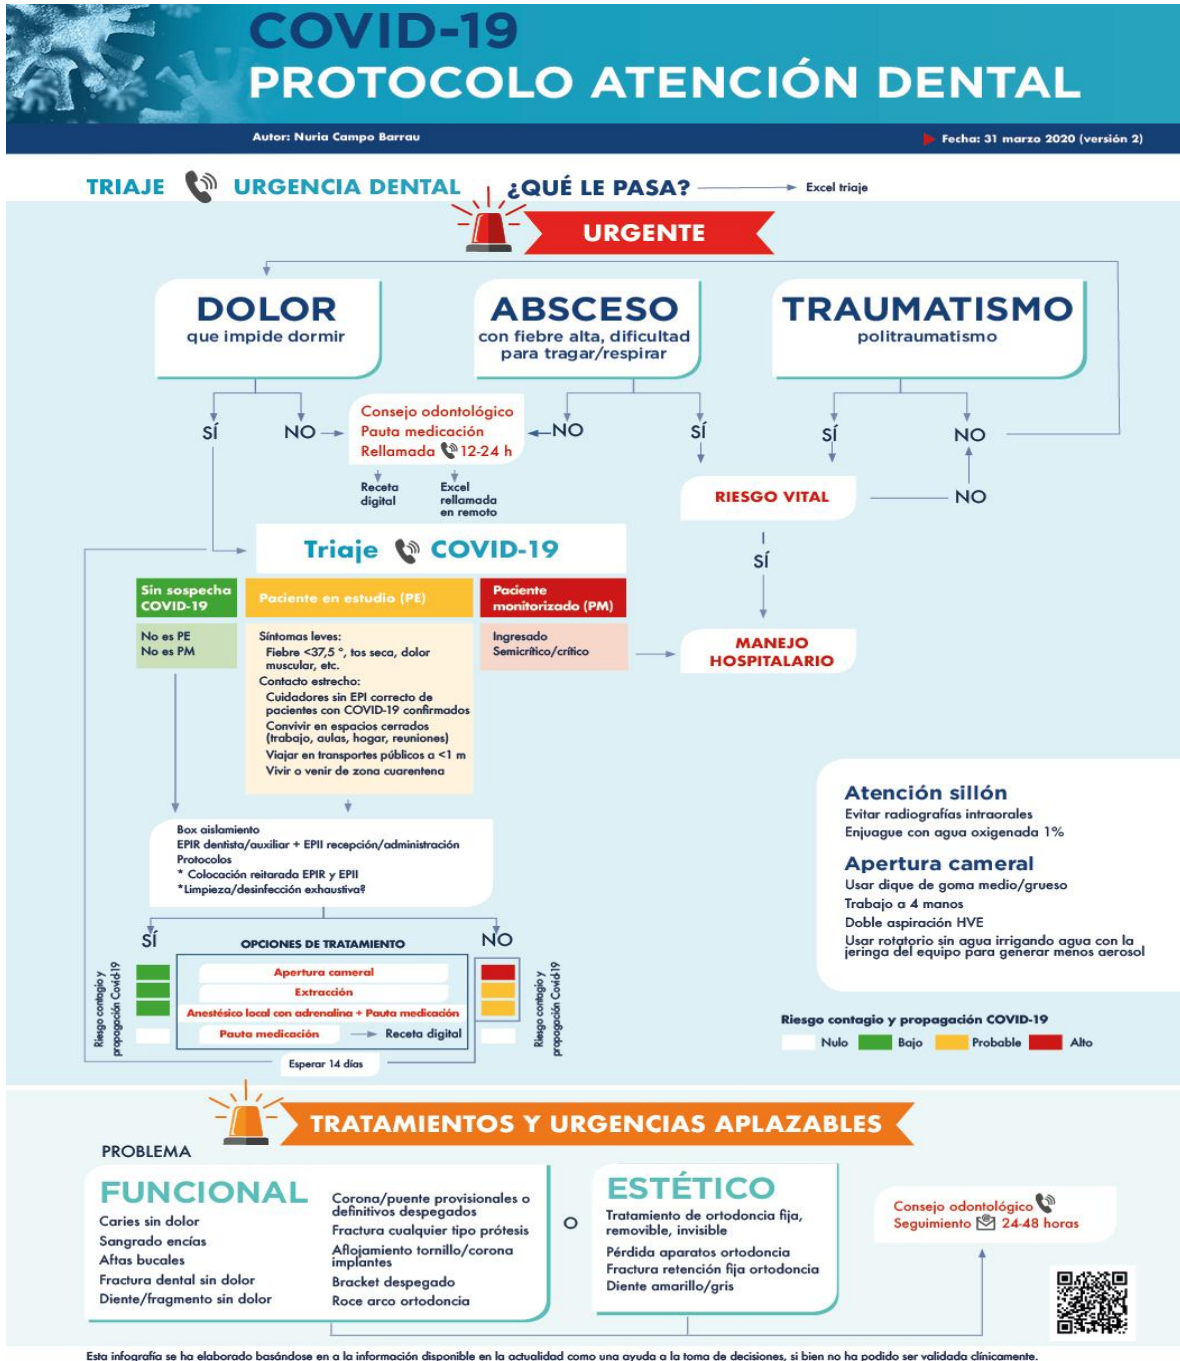 COVID-19
PROTOCOLO ATENCIÓN DENTAL
Autor: Nuria Campo Barrau
Fecha: 31 marzo 2020 (versión 2)
TRIAJE URGENCIA DENTAL ¿QUÉ LE PASA? Excel triaje
URGENTE
DOLOR
que impide dormir
ABSCESO
con fiebre alta, dificultad
para tragar/respirar
TRAUMATISMO
politraumatismo
SÍ
NO
Consejo odontológico
Pauta medicación
Rellamada 12-24 h
NO
SÍ
SÍ
NO
Receta
digital
Excel
rellamada
en remoto
RIESGO VITAL
NO
SÍ
Triaje COVID-19
Sin sospecha
COVID-19
Paciente en estudio (PE)
Paciente
monitorizado (PM)
No es PE
No es PM
Síntomas leves:
Fiebre <37,5 °, tos seca, dolor
muscular, etc.
Contacto estrecho:
Cuidadores sin EPI correcto de
pacientes con COVID-19 confirmados
Convivir en espacios cerrados
(trabajo, aulas, hogar, reuniones)
Viajar en transportes públicos a <1 m
Vivir o venir de zona cuarentena
Ingresado
Semicrítico/crítico
MANEJO
HOSPITALARIO
Box aislamiento
EPIR dentista/auxiliar + EPII recepción/administración
Protocolos
* Colocación reitarada EPIR y EPII
*Limpieza/desinfección exhaustiva?
Atención sillón
Evitar radiografías intraorales
Enjuague con agua oxigenada 1%
Apertura cameral
Usar dique de goma medio/grueso
Trabajo a 4 manos
Doble aspiración HVE
Usar rotatorio sin agua irrigando agua con la
jeringa del equipo para generar menos aerosol
SÍ
OPCIONES DE TRATAMIENTO
NO
Riesgo contagio y
propagación Covid-19
Apertura cameral
Extracción
Anestésico local con adrenalina + Pauta medicación
Pauta medicación Receta digital
Riesgo contagio y
propagación Covid-19
Esperar 14 días
Riesgo contagio y propagación COVID-19
Nulo Bajo Probable Alto
TRATAMIENTOS Y URGENCIAS APLAZABLES
PROBLEMA
FUNCIONAL
Caries sin dolor
Sangrado encías
Aftas bucales
Fractura dental sin dolor
Diente/fragmento sin dolor
Corona/puente provisionales o
definitivos despegados
Fractura cualquier tipo prótesis
Aflojamiento tornillo/corona
implantes
Bracket despegado
Roce arco ortodoncia
O
ESTÉTICO
Tratamiento de ortodoncia fija,
removible, invisible
Pérdida aparatos ortodoncia
Fractura retención fija ortodoncia
Diente amarillo/gris
Consejo odontológico
Seguimiento 24-48 horas
Esta infografía se ha elaborado basándose en a la información disponible en la actualidad como una ayuda a la toma de decisiones, si bien no ha podido ser validada clínicamente.